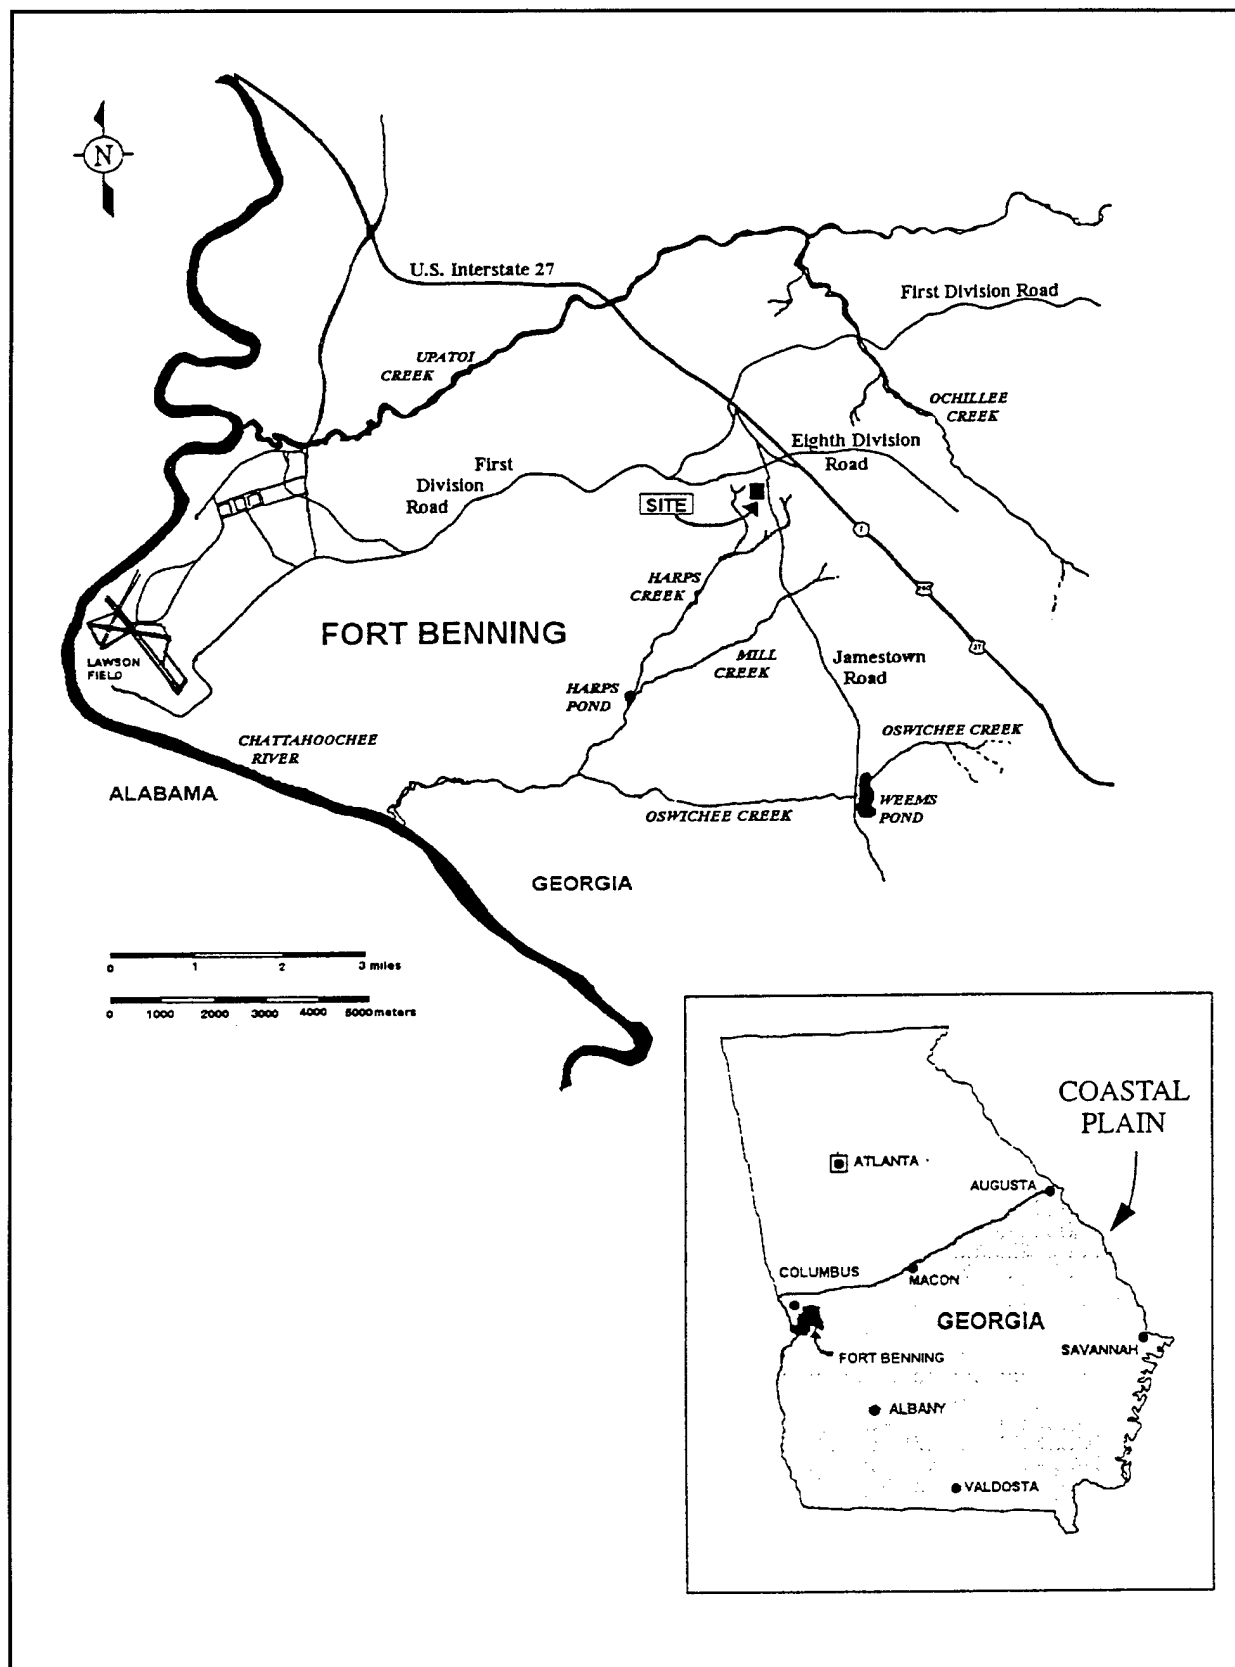 N
U.S. Interstate 27
First Division Road
UPATOI
CREEK
OCHILLEE
CREEK
Eighth Division
Road
First
Division
Road
SITE
1
HARPS
CREEK
FORT BENNING
27
LAWSON
FIELD
MILL
CREEK
Jamestown
Road
HARPS
POND
OSWICHEE CREEK
CHATTAHOOCHEE
RIVER
ALABAMA
WEEMS
POND
OSWICHEE CREEK
GEORGIA
0 1 2 3 miles
0 1000 2000 3000 4000 5000 meters
COASTAL
PLAIN
ATLANTA
AUGUSTA
COLUMBUS
MACON
GEORGIA
SAVANNAH
FORT BENNING
ALBANY
VALDOSTA